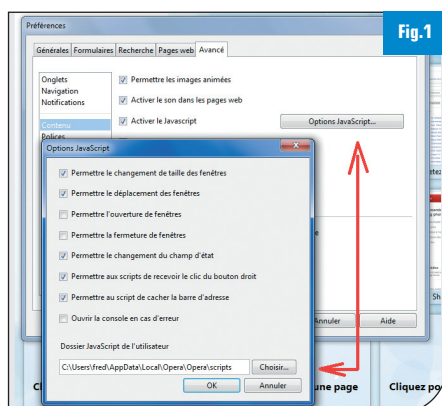 Fig.1
Préférences
Générales Formulaires Recherche Pages web Avancé
Onglets
Navigation
Notifications
Contenu
Polices
Permettre les images animées
Activer le son dans les pages web
Activer le Javascript
Options JavaScript...
Options JavaScript
Permettre le changement de taille des fenêtres
Permettre le déplacement des fenêtres
Permettre l'ouverture de fenêtres
Permettre la fermeture de fenêtres
Permettre le changement du champ d'état
Permettre aux scripts de recevoir le clic du bouton droit
Permettre au script de cacher la barre d'adresse
Ouvrir la console en cas d'erreur
Dossier JavaScript de l'utilisateur
C:\Users\fred\AppData\Local\Opera\Opera\scripts
Choisir...
OK
Annuler
Annuler
Aide
une page
Cliquez po